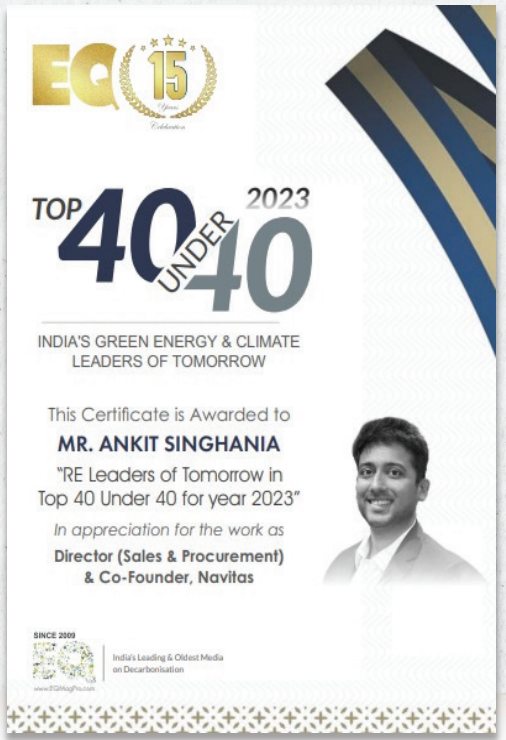 EQ 15
Years
Celebration
TOP 40 UNDER 40 2023
INDIA'S GREEN ENERGY & CLIMATE
LEADERS OF TOMORROW
This Certificate is Awarded to
MR. ANKIT SINGHANIA
"RE Leaders of Tomorrow in
Top 40 Under 40 for year 2023"
In appreciation for the work as
Director (Sales & Procurement)
& Co-Founder, Navitas
SINCE 2009
EQ
India's Leading & Oldest Media
on Decarbonisation
www.EQMagPro.com